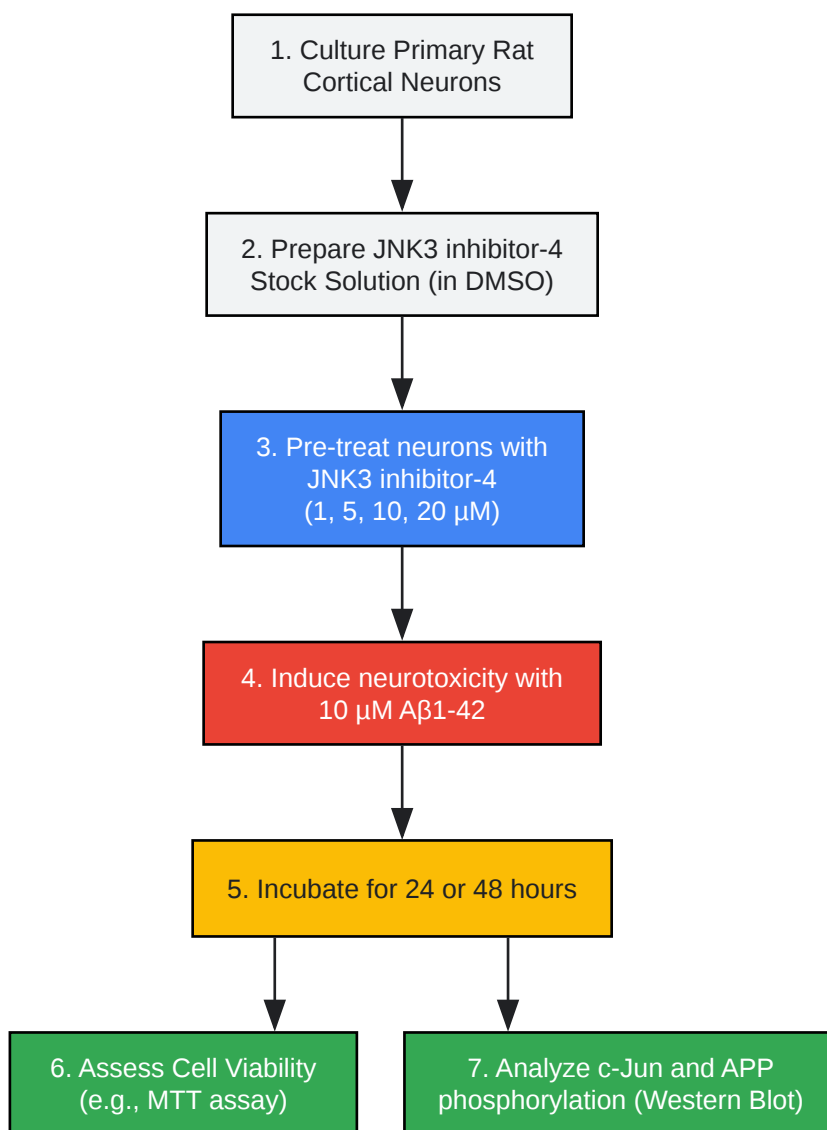 1. Culture Primary Rat
Cortical Neurons
2. Prepare JNK3 inhibitor-4
Stock Solution (in DMSO)
3. Pre-treat neurons with
JNK3 inhibitor-4
(1, 5, 10, 20 µM)
4. Induce neurotoxicity with
10 µM Aβ1-42
5. Incubate for 24 or 48 hours
6. Assess Cell Viability
(e.g., MTT assay)
7. Analyze c-Jun and APP
phosphorylation (Western Blot)